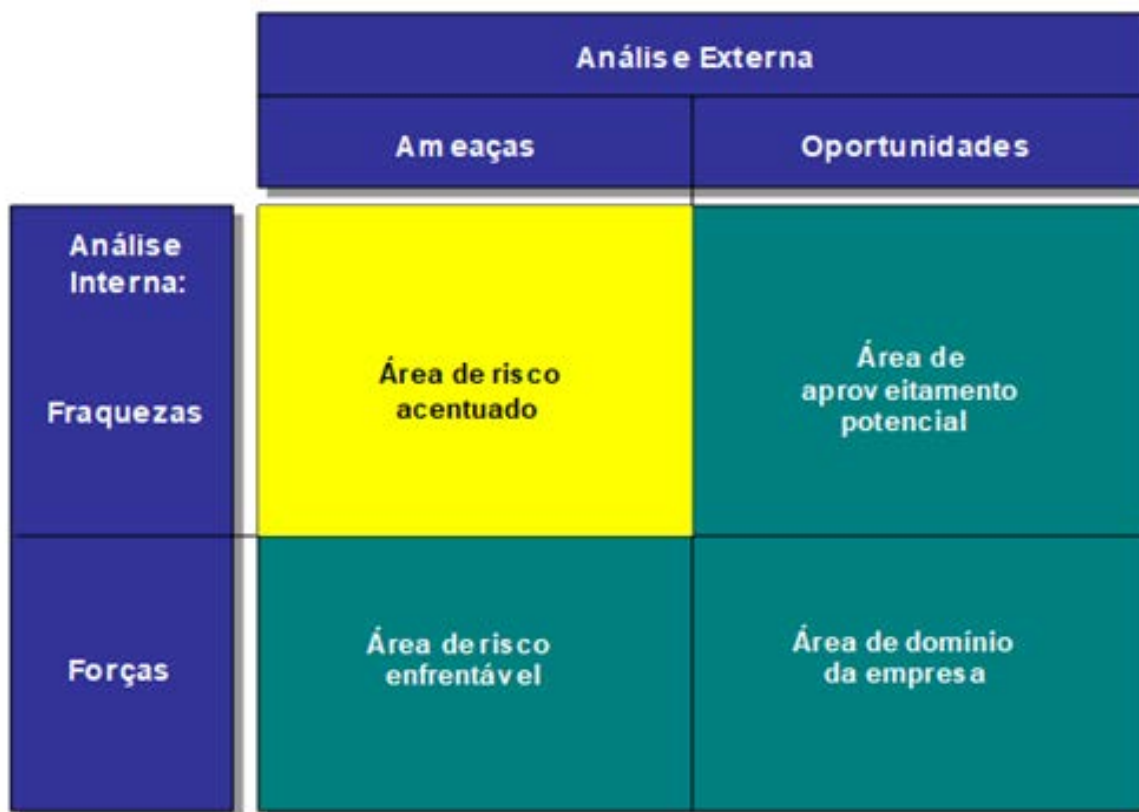 Análise Externa
Ameaças
Oportunidades
Análise
Interna:
Fraquezas
Área de risco
acentuado
Área de
aproveitamento
potencial
Forças
Área de risco
enfrentável
Área de domínio
da empresa